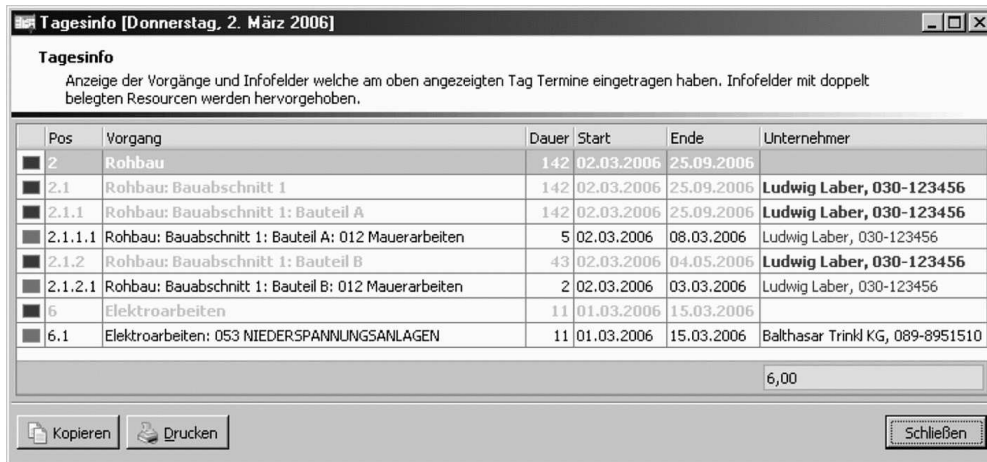 Tagesinfo [Donnerstag, 2. März 2006]
Tagesinfo
Anzeige der Vorgänge und Infofelder welche am oben angezeigten Tag Termine eingetragen haben. Infofelder mit doppelt
belegten Resourcen werden hervorgehoben.
Pos Vorgang Dauer Start Ende Unternehmer
2 Rohbau 142 02.03.2006 25.09.2006
2.1 Rohbau: Bauabschnitt 1 142 02.03.2006 25.09.2006 Ludwig Laber, 030-123456
2.1.1 Rohbau: Bauabschnitt 1: Bauteil A 142 02.03.2006 25.09.2006 Ludwig Laber, 030-123456
2.1.1.1 Rohbau: Bauabschnitt 1: Bauteil A: 012 Mauerarbeiten 5 02.03.2006 08.03.2006 Ludwig Laber, 030-123456
2.1.2 Rohbau: Bauabschnitt 1: Bauteil B 43 02.03.2006 04.05.2006 Ludwig Laber, 030-123456
2.1.2.1 Rohbau: Bauabschnitt 1: Bauteil B: 012 Mauerarbeiten 2 02.03.2006 03.03.2006 Ludwig Laber, 030-123456
6 Elektroarbeiten 11 01.03.2006 15.03.2006
6.1 Elektroarbeiten: 053 NIEDERSPANNUNGSANLAGEN 11 01.03.2006 15.03.2006 Balthasar Trinkl KG, 089-8951510
6,00
Kopieren Drucken Schließen